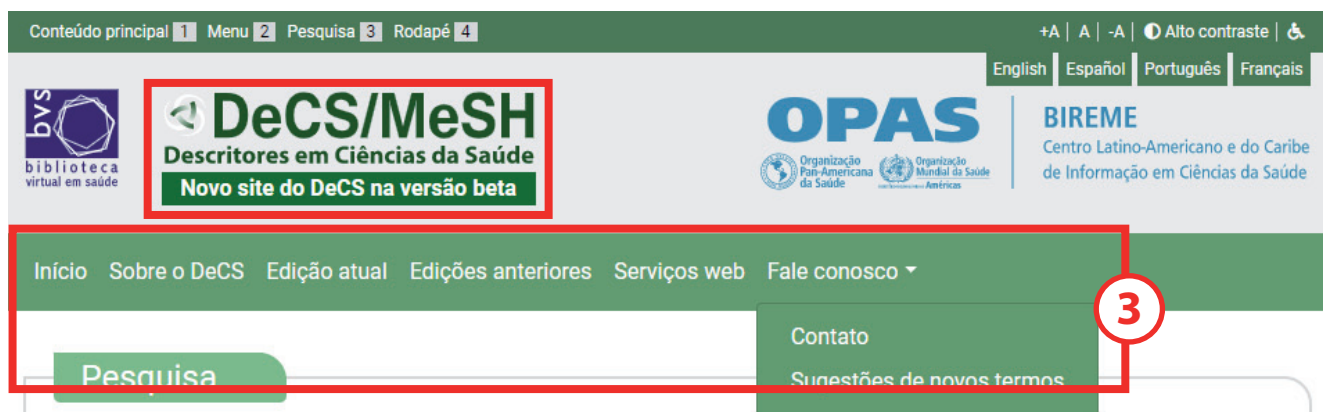 Conteúdo principal 1 Menu 2 Pesquisa 3 Rodapé 4
+A | A | -A | Alto contraste |
English Español Português Français
bvs
biblioteca
virtual em saúde
DeCS/MeSH
Descritores em Ciências da Saúde
Novo site do DeCS na versão beta
OPAS
Organização
Pan-Americana
da Saúde
Organização
Mundial da Saúde
Américas
BIREME
Centro Latino-Americano e do Caribe
de Informação em Ciências da Saúde
Início Sobre o DeCS Edição atual Edições anteriores Serviços web Fale conosco
3
Contato
Sugestões de novos termos
Pesquisa